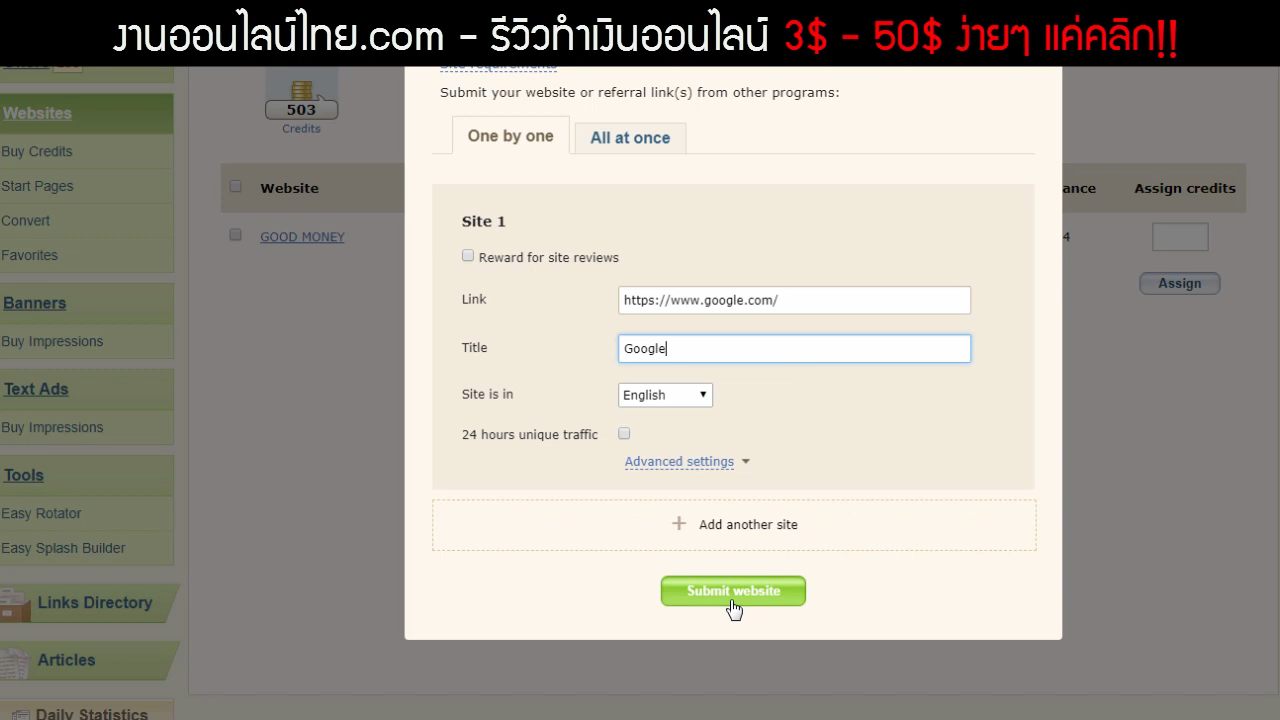 งานออนไลน์ไทย.com - รีวิวทำเงินออนไลน์ 3$ - 50$ ง่ายๆ แค่คลิก!!
Site requirements
Submit your website or referral link(s) from other programs:
One by one
All at once
Websites
Buy Credits
Start Pages
Convert
Favorites
Banners
Buy Impressions
Text Ads
Buy Impressions
Tools
Easy Rotator
Easy Splash Builder
Links Directory
Articles
Daily Statistics
503
Credits
Website
GOOD MONEY
Site 1
Reward for site reviews
Link https://www.google.com/
Title Google
Site is in English
24 hours unique traffic
Advanced settings
+ Add another site
Submit website
ance
Assign credits
4
Assign